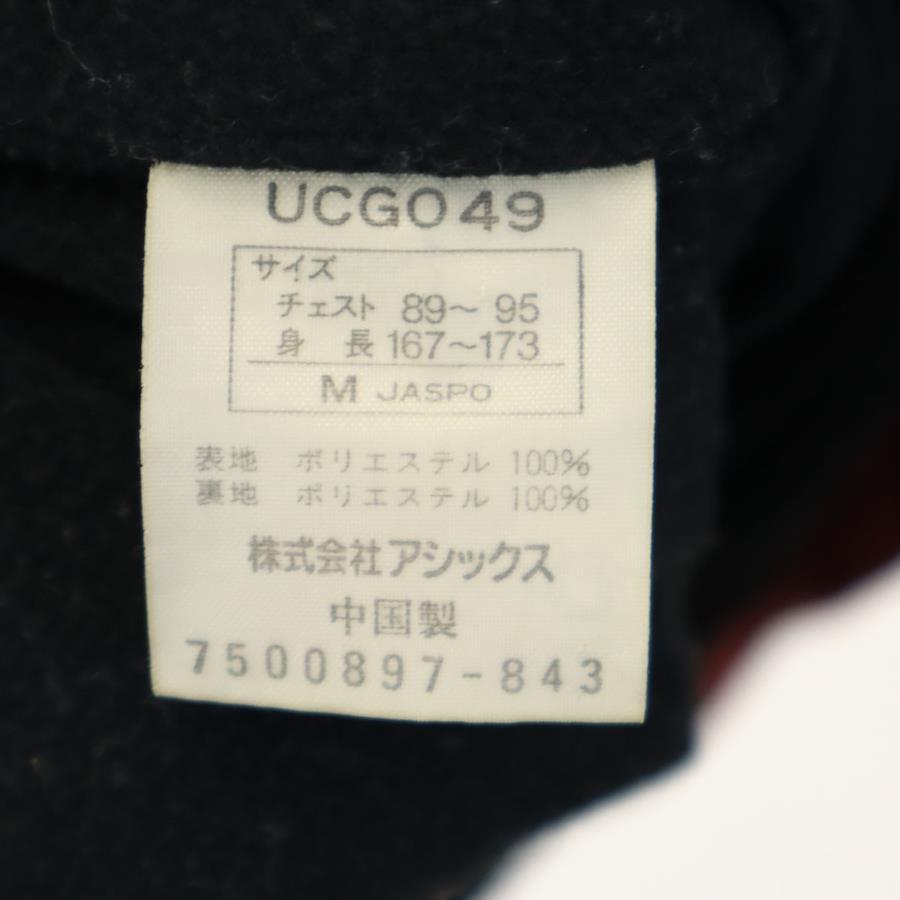 UCGO49
サイズ
チェスト 89～95
身 長 167～173
M JASPO
表地 ポリエステル 100%
裏地 ポリエステル 100%
株式会社アシックス
中国製
7500897-843